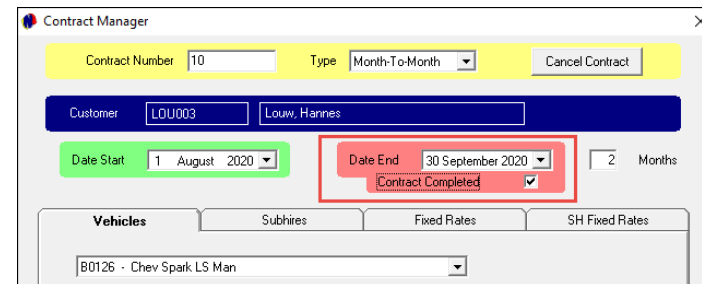 Contract Manager
Contract Number 10 Type Month-To-Month Cancel Contract
Customer LOU003 Louw, Hannes
Date Start 1 August 2020 Date End 30 September 2020 2 Months
Contract Completed
Vehicles Subhires Fixed Rates SH Fixed Rates
B0126 - Chev Spark LS Man